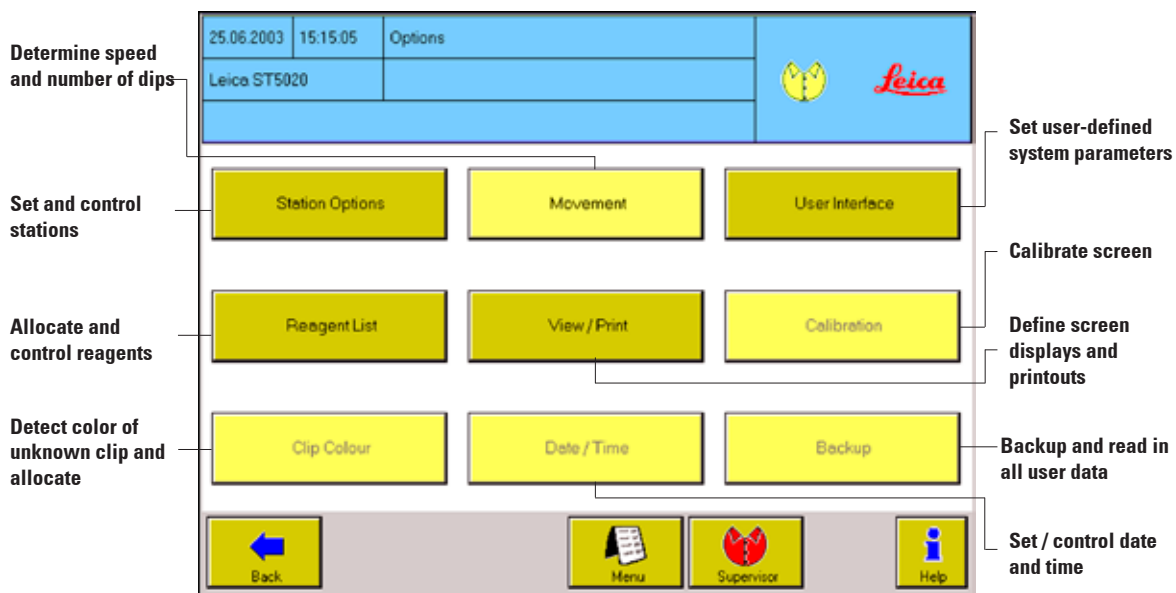 Determine speed
and number of dips
Set and control
stations
Allocate and
control reagents
Detect color of
unknown clip and
allocate
25.06.2003 15:15:05 Options
Leica ST5020
Leica
Station Options Movement User Interface
Reagent List View / Print Calibration
Clip Colour Date / Time Backup
Back Menu Supervisor Help
Set user-defined
system parameters
Calibrate screen
Define screen
displays and
printouts
Backup and read in
all user data
Set / control date
and time